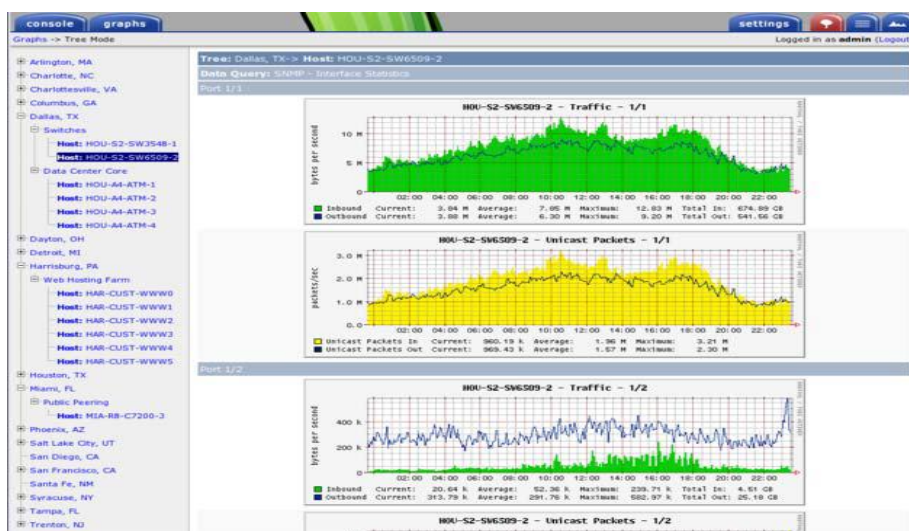 console graphs settings
Graphs -> Tree Mode
Logged in as admin (Logout
Arlington, MA
Charlotte, NC
Charlottesville, VA
Columbus, GA
Dallas, TX
Switches
Host: HOU-S2-SW3548-1
Host: HOU-S2-SW6509-2
Data Center Core
Host: HOU-A4-ATM-1
Host: HOU-A4-ATM-2
Host: HOU-A4-ATM-3
Host: HOU-A4-ATM-4
Dayton, OH
Detroit, MI
Harrisburg, PA
Web Hosting Farm
Host: HAR-CUST-WWW0
Host: HAR-CUST-WWW1
Host: HAR-CUST-WWW2
Host: HAR-CUST-WWW3
Host: HAR-CUST-WWW4
Host: HAR-CUST-WWW5
Houston, TX
Miami, FL
Public Peering
Host: MIA-R8-C7200-3
Phoenix, AZ
Salt Lake City, UT
San Diego, CA
San Francisco, CA
Santa Fe, NM
Syracuse, NY
Tampa, FL
Trenton, NJ
Tree: Dallas, TX-> Host: HOU-S2-SW6509-2
Data Query: SNMP - Interface Statistics
Port 1/1
HOU-S2-SW6509-2 - Traffic - 1/1
bytes per second
10 M
5 M
0
02:00 04:00 06:00 08:00 10:00 12:00 14:00 16:00 18:00 20:00 22:00
Inbound Current: 3.84 M Average: 7.85 M Maximum: 12.83 M Total In: 674.89 GB
Outbound Current: 3.88 M Average: 6.30 M Maximum: 9.20 M Total Out: 541.56 GB
HOU-S2-SW6509-2 - Unicast Packets - 1/1
packets/sec
3.0 M
2.0 M
1.0 M
0.0
02:00 04:00 06:00 08:00 10:00 12:00 14:00 16:00 18:00 20:00 22:00
Unicast Packets In Current: 960.19 k Average: 1.96 M Maximum: 3.21 M
Unicast Packets Out Current: 969.43 k Average: 1.57 M Maximum: 2.30 M
Port 1/2
HOU-S2-SW6509-2 - Traffic - 1/2
bytes per second
400 k
200 k
0
02:00 04:00 06:00 08:00 10:00 12:00 14:00 16:00 18:00 20:00 22:00
Inbound Current: 20.64 k Average: 52.36 k Maximum: 239.71 k Total In: 4.51 GB
Outbound Current: 313.79 k Average: 291.76 k Maximum: 582.97 k Total Out: 25.18 GB
HOU-S2-SW6509-2 - Unicast Packets - 1/2